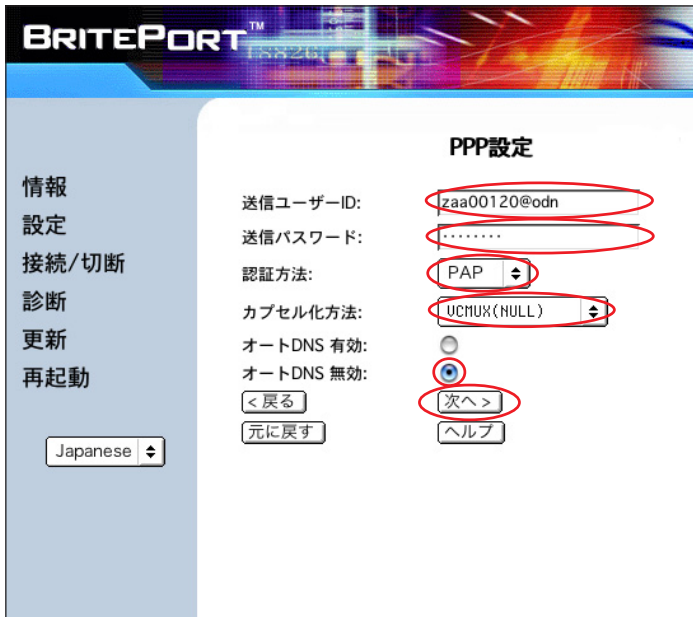 BRITEPORT™
PPP設定
情報
設定
接続/切断
診断
更新
再起動
Japanese
送信ユーザーID: zaa00120@odn
送信パスワード: ········
認証方法: PAP
カプセル化方法: VCMUX(NULL)
オートDNS 有効:
オートDNS 無効:
< 戻る 次へ >
元に戻す ヘルプ